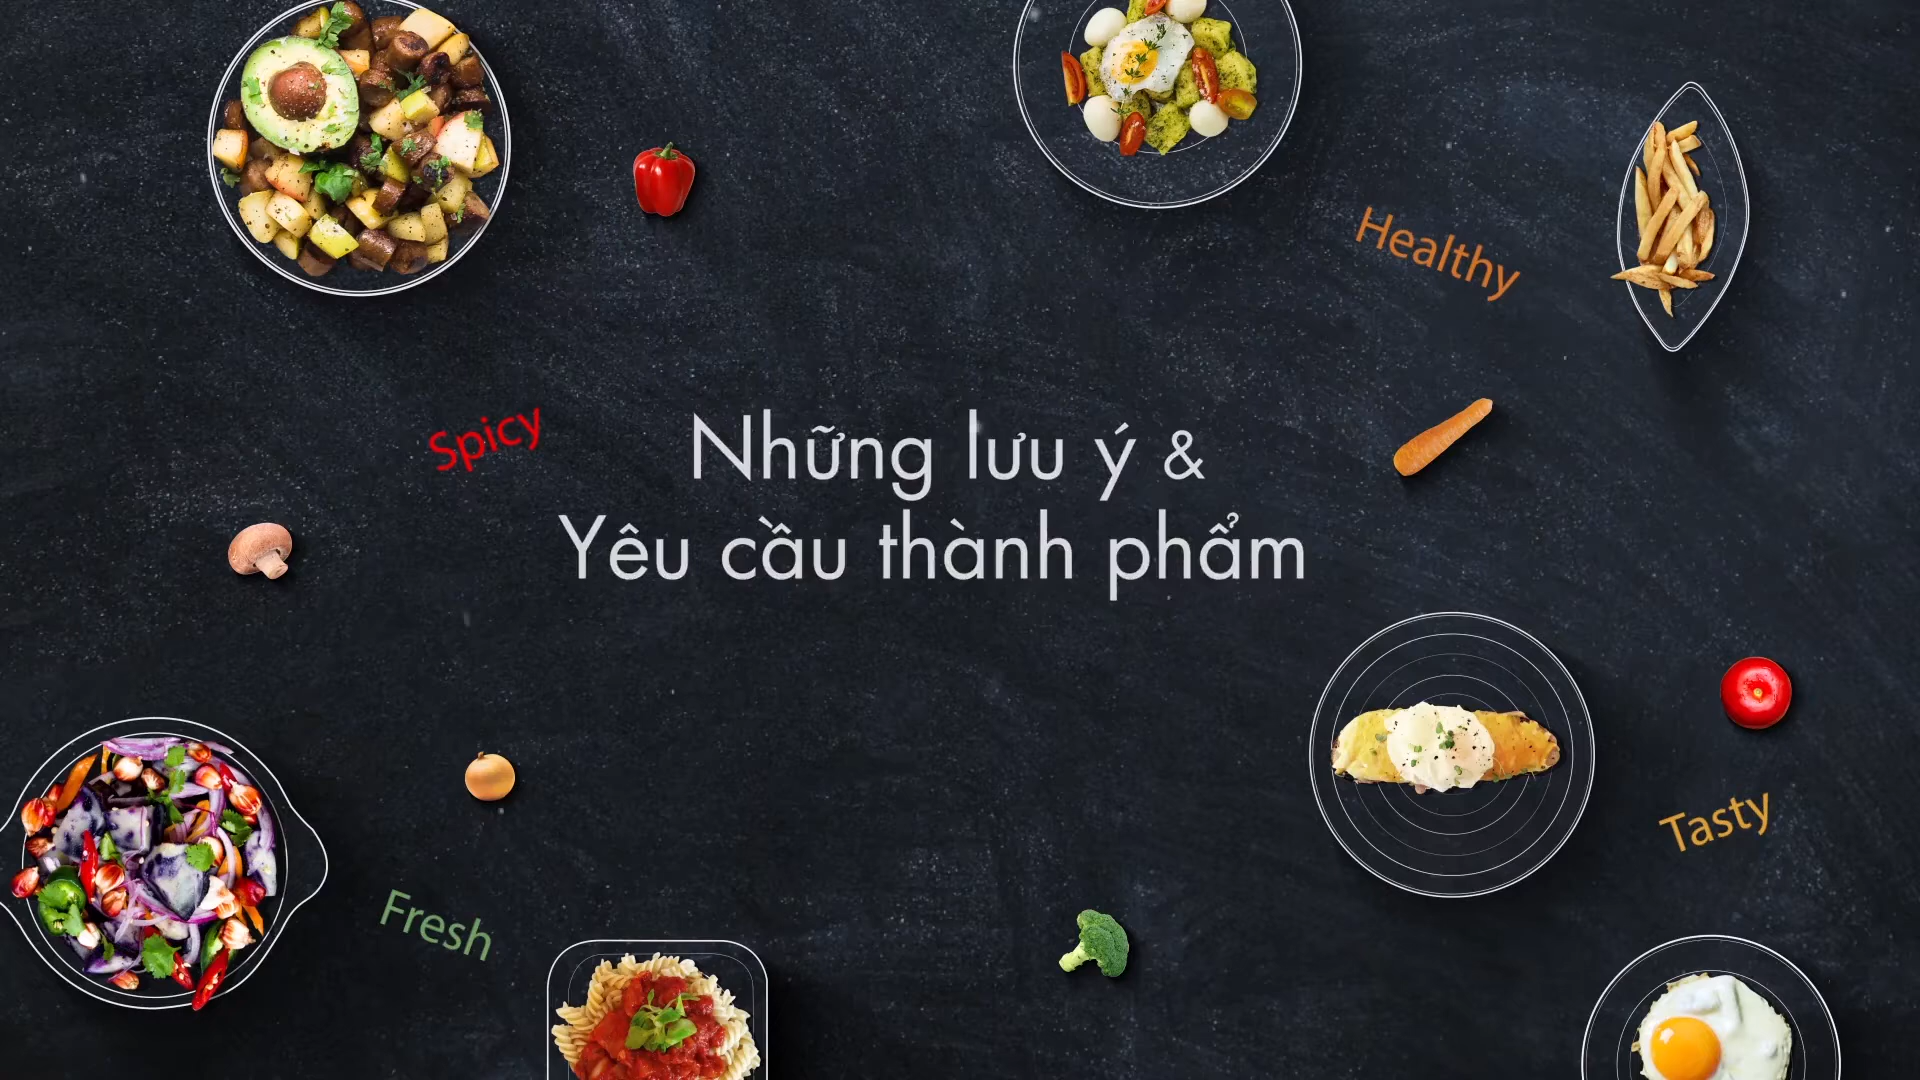 Healthy
Spicy
Những lưu ý &
Yêu cầu thành phẩm
Tasty
Fresh